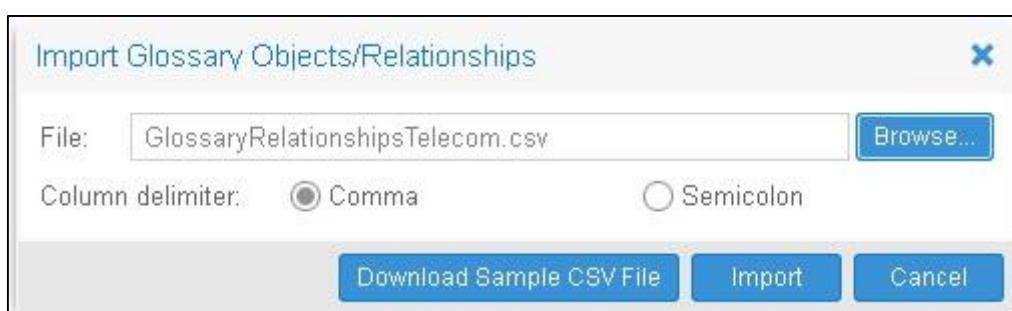 Import Glossary Objects/Relationships
File: GlossaryRelationshipsTelecom.csv Browse...
Column delimiter: Comma Semicolon
Download Sample CSV File Import Cancel